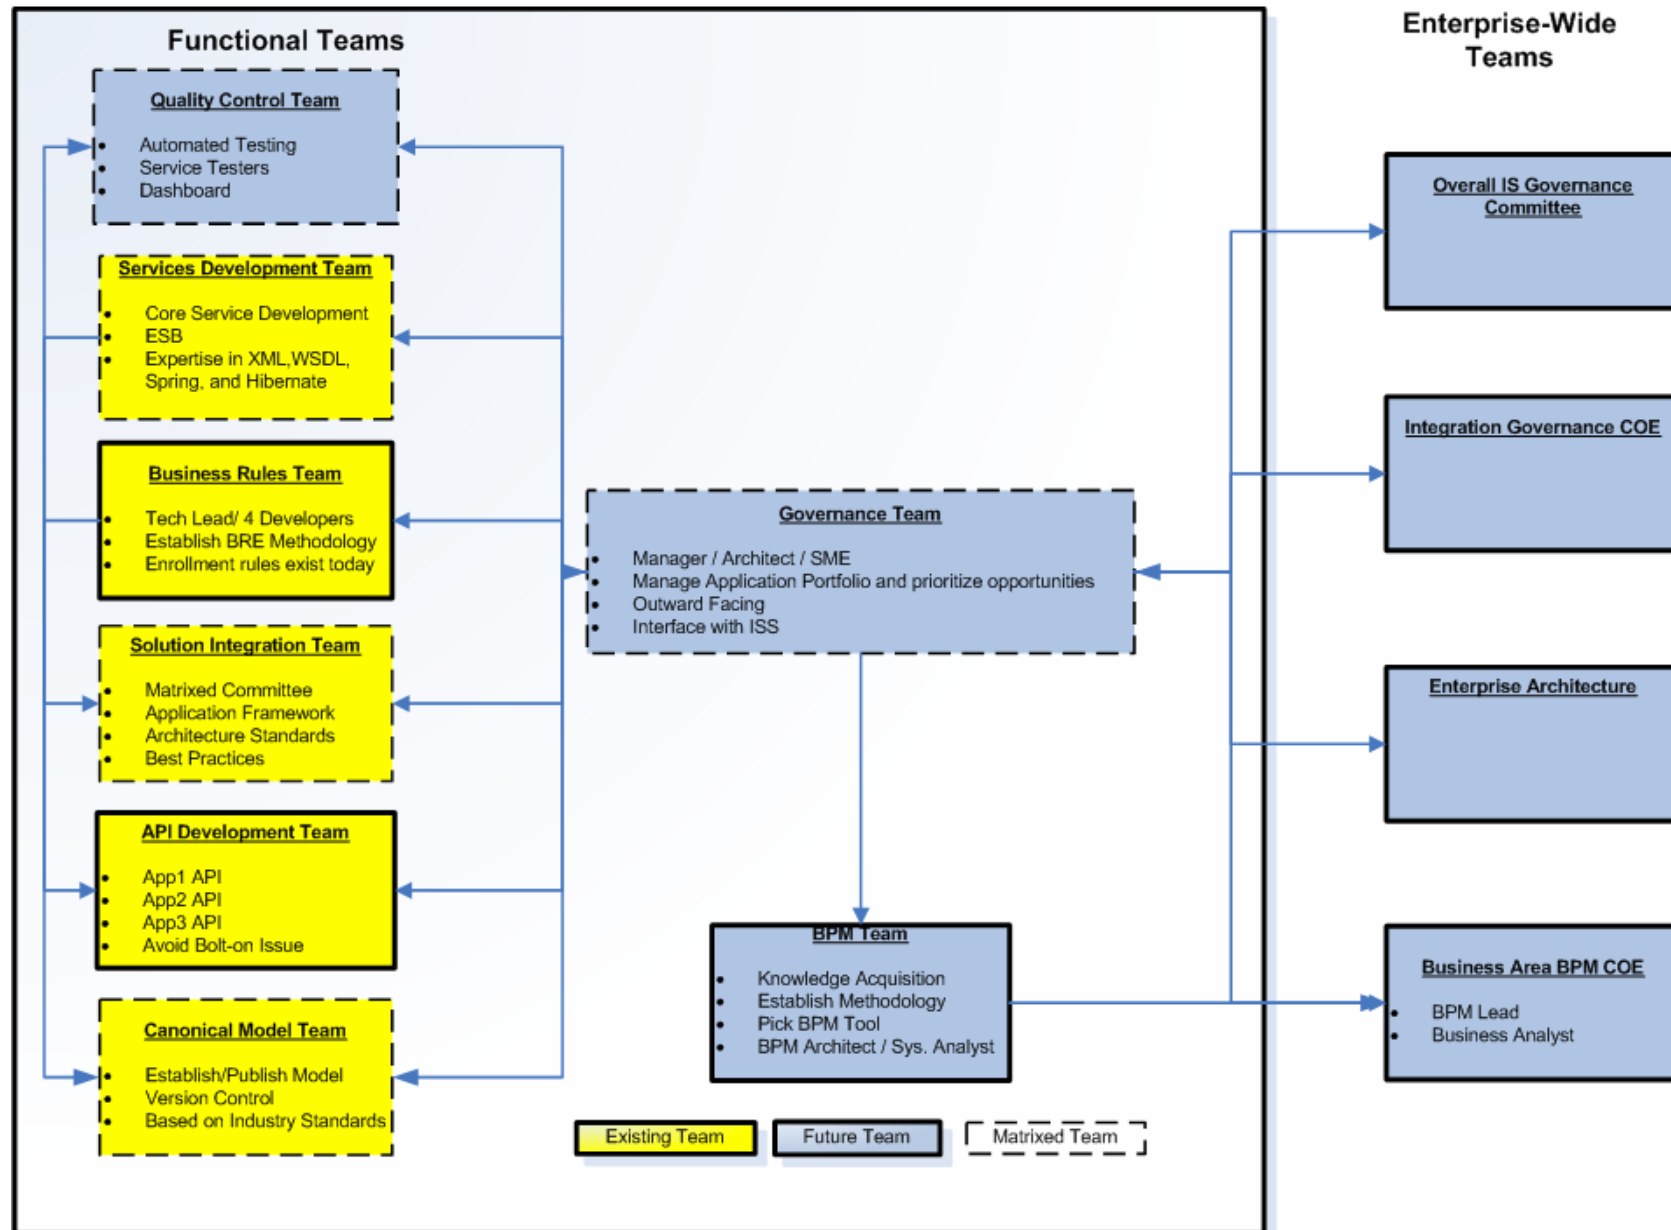 Functional Teams
Quality Control Team
• Automated Testing
• Service Testers
• Dashboard
Services Development Team
• Core Service Development
• ESB
• Expertise in XML,WSDL,
Spring, and Hibernate
Business Rules Team
• Tech Lead/ 4 Developers
• Establish BRE Methodology
• Enrollment rules exist today
Solution Integration Team
• Matrixed Committee
• Application Framework
• Architecture Standards
• Best Practices
API Development Team
• App1 API
• App2 API
• App3 API
• Avoid Bolt-on Issue
Canonical Model Team
• Establish/Publish Model
• Version Control
• Based on Industry Standards
Governance Team
• Manager / Architect / SME
• Manage Application Portfolio and prioritize opportunities
• Outward Facing
• Interface with ISS
BPM Team
• Knowledge Acquisition
• Establish Methodology
• Pick BPM Tool
• BPM Architect / Sys. Analyst
Existing Team
Future Team
Matrixed Team
Enterprise-Wide
Teams
Overall IS Governance
Committee
Integration Governance COE
Enterprise Architecture
Business Area BPM COE
• BPM Lead
• Business Analyst